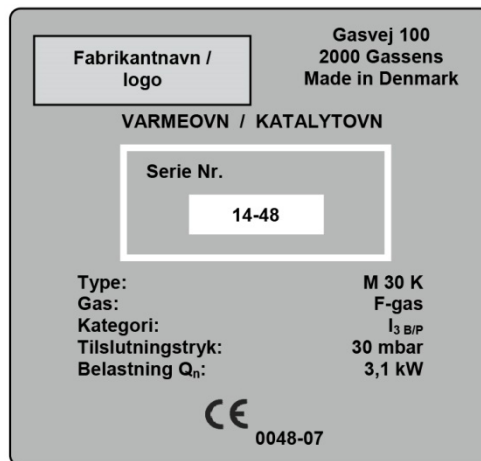 Fabrikantnavn /
logo
Gasvej 100
2000 Gassens
Made in Denmark
VARMEOVN / KATALYTOVN
Serie Nr.
14-48
Type: M 30 K
Gas: F-gas
Kategori: I3 B/P
Tilslutningstryk: 30 mbar
Belastning Qn: 3,1 kW
CE
0048-07